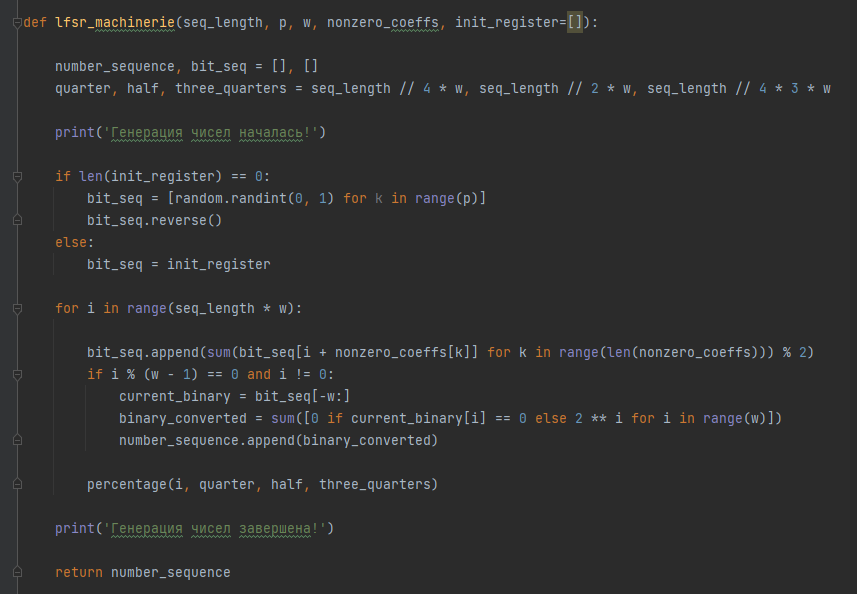 def lfsr_machinerie(seq_length, p, w, nonzero_coeffs, init_register=[]):
number_sequence, bit_seq = [], []
quarter, half, three_quarters = seq_length // 4 * w, seq_length // 2 * w, seq_length // 4 * 3 * w
print('Генерация чисел началась!')
if len(init_register) == 0:
bit_seq = [random.randint(0, 1) for k in range(p)]
bit_seq.reverse()
else:
bit_seq = init_register
for i in range(seq_length * w):
bit_seq.append(sum(bit_seq[i + nonzero_coeffs[k]] for k in range(len(nonzero_coeffs))) % 2)
if i % (w - 1) == 0 and i != 0:
current_binary = bit_seq[-w:]
binary_converted = sum([0 if current_binary[i] == 0 else 2 ** i for i in range(w)])
number_sequence.append(binary_converted)
percentage(i, quarter, half, three_quarters)
print('Генерация чисел завершена!')
return number_sequence